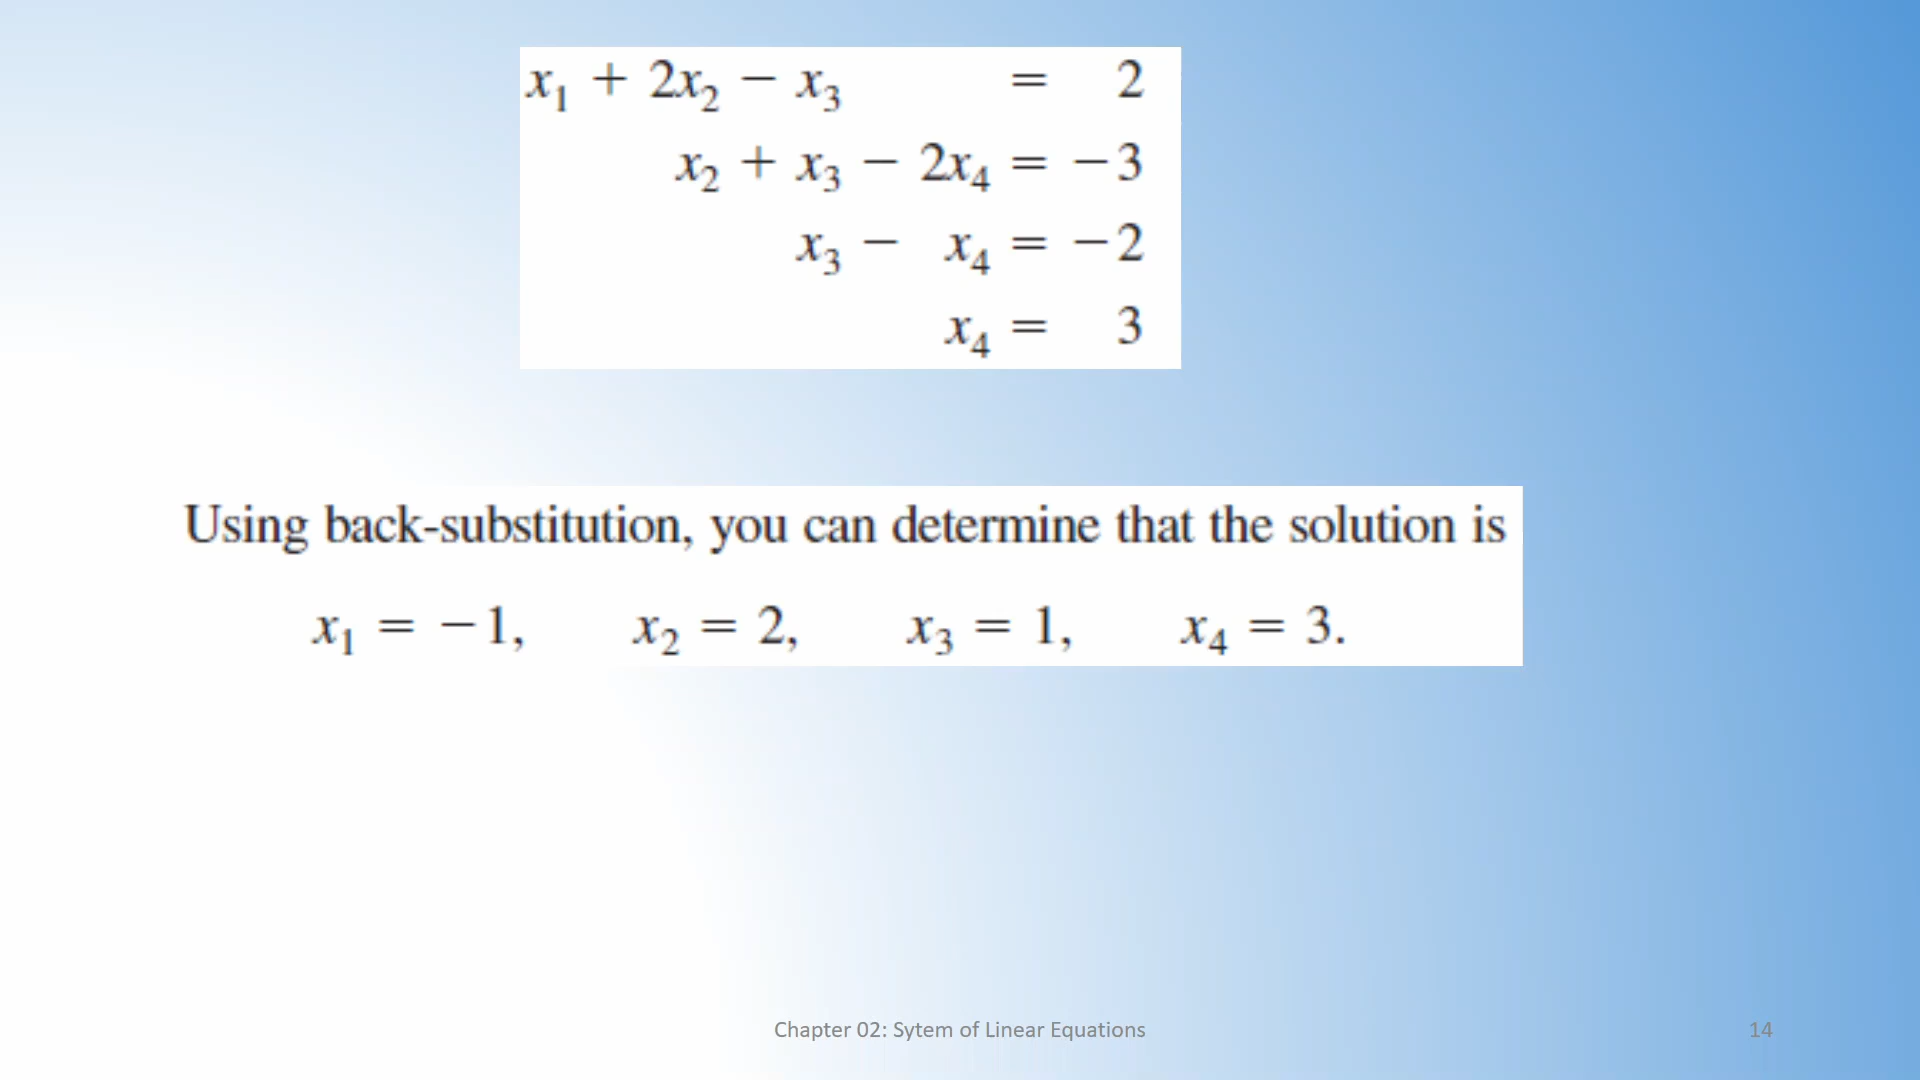 x₁ + 2x₂ − x₃ = 2
x₂ + x₃ − 2x₄ = −3
x₃ − x₄ = −2
x₄ = 3
Using back-substitution, you can determine that the solution is
x₁ = −1, x₂ = 2, x₃ = 1, x₄ = 3.
Chapter 02: Sytem of Linear Equations
14